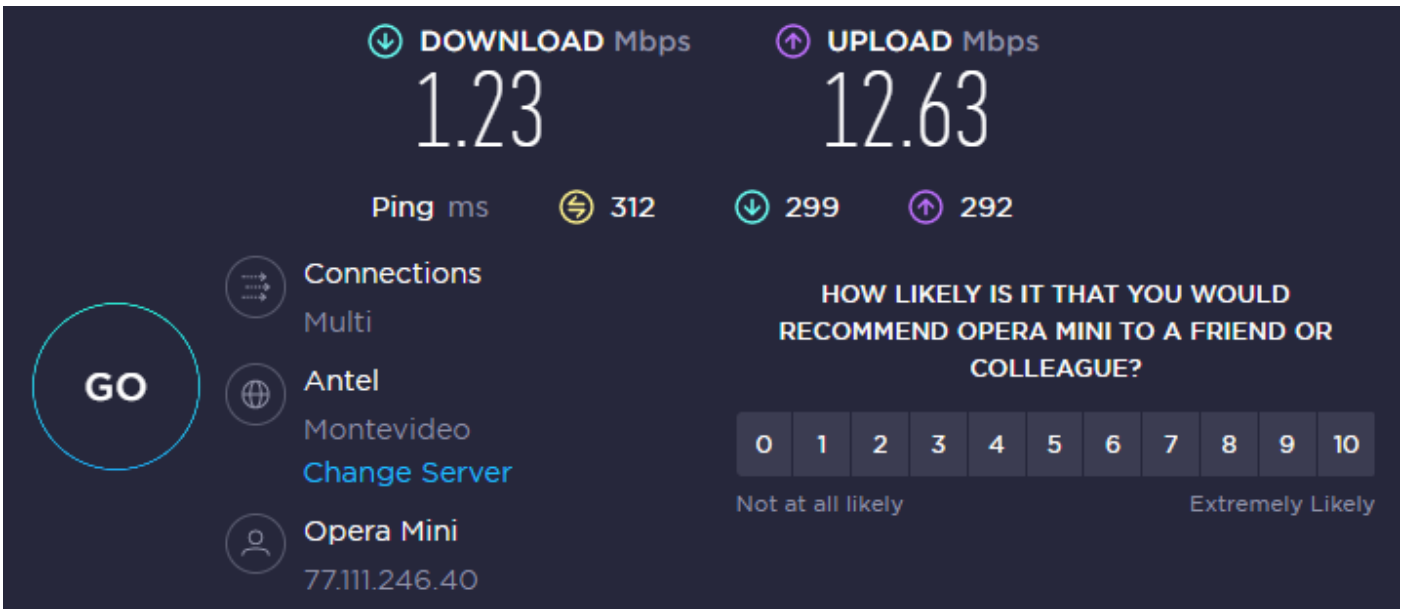 DOWNLOAD Mbps
UPLOAD Mbps
1.23
12.63
Ping ms
312
299
292
Connections
Multi
GO
Antel
Montevideo
Change Server
Opera Mini
77.111.246.40
HOW LIKELY IS IT THAT YOU WOULD
RECOMMEND OPERA MINI TO A FRIEND OR
COLLEAGUE?
0 1 2 3 4 5 6 7 8 9 10
Not at all likely
Extremely Likely